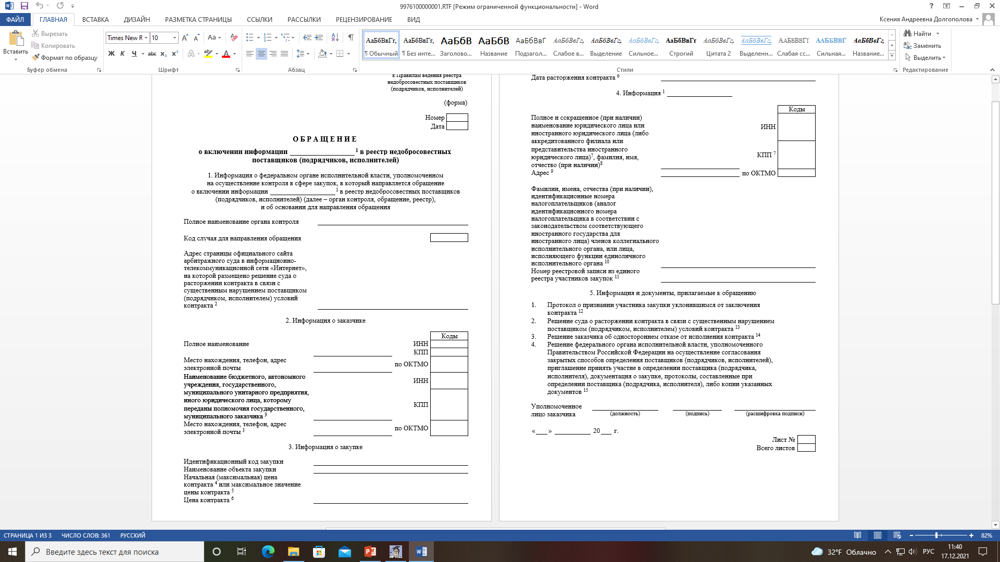 9976100000001.RTF [Режим ограниченной функциональности] - Word
ФАЙЛ ГЛАВНАЯ ВСТАВКА ДИЗАЙН РАЗМЕТКА СТРАНИЦЫ ССЫЛКИ РАССЫЛКИ РЕЦЕНЗИРОВАНИЕ ВИД
Ксения Андреевна Долгополова
Вставить
Вырезать
Копировать
Формат по образцу
Буфер обмена
Times New R 10
Ж К Ч abc x₂ x²
Шрифт
Абзац
АаБбВвГг, АаБбВвГг, АаБбВ АаБбВ АаБбВвГ АаБбВвГг, АаБбВвГг, АаБбВвГг, АаБбВвГг АаБбВвГг, АаБбВвГг, ААББВВГГ ААББВВГ АаБбВвГг,
¶ Обычный ¶ Без инте... Заголово... Название Подзагол... Слабое в... Выделение Сильное... Строгий Цитата 2 Выделенн... Слабая сс... Сильная... Название...
Стили
Найти
Заменить
Выделить
Редактирование
к Правилам ведения реестра
недобросовестных поставщиков
(подрядчиков, исполнителей)
(форма)
Номер
Дата
О Б Р А Щ Е Н И Е
о включении информации ____ ¹ в реестр недобросовестных
поставщиков (подрядчиков, исполнителей)
1. Информация о федеральном органе исполнительной власти, уполномоченном
на осуществление контроля в сфере закупок, в который направляется обращение
о включении информации ____ ¹ в реестр недобросовестных поставщиков
(подрядчиков, исполнителей) (далее – орган контроля, обращение, реестр),
и об основании для направления обращения
Полное наименование органа контроля
Код случая для направления обращения
Адрес страницы официального сайта
арбитражного суда в информационно-
телекоммуникационной сети «Интернет»,
на которой размещено решение суда о
расторжении контракта в связи с
существенным нарушением поставщиком
(подрядчиком, исполнителем) условий
контракта ²
2. Информация о заказчике
Коды
Полное наименование ИНН
КПП
Место нахождения, телефон, адрес
электронной почты по ОКТМО
Наименование бюджетного, автономного
учреждения, государственного,
муниципального унитарного предприятия,
иного юридического лица, которому
переданы полномочия государственного,
муниципального заказчика ³
ИНН
КПП
Место нахождения, телефон, адрес
электронной почты ³ по ОКТМО
3. Информация о закупке
Идентификационный код закупки
Наименование объекта закупки
Начальная (максимальная) цена
контракта ⁴ или максимальное значение
цены контракта ⁵
Цена контракта ⁶
Дата расторжения контракта ⁶
4. Информация ¹ ____
Коды
Полное и сокращенное (при наличии)
наименование юридического лица или
иностранного юридического лица (либо
аккредитованного филиала или
представительства иностранного
юридического лица)⁷, фамилия, имя,
отчество (при наличии)⁸
ИНН
КПП ⁷
Адрес ⁹ по ОКТМО
Фамилии, имена, отчества (при наличии),
идентификационные номера
налогоплательщиков (аналог
идентификационного номера
налогоплательщика в соответствии с
законодательством соответствующего
иностранного государства для
иностранного лица) членов коллегиального
исполнительного органа, или лица,
исполняющего функции единоличного
исполнительного органа ¹⁰
Номер реестровой записи из единого
реестра участников закупок ¹¹
5. Информация и документы, прилагаемые к обращению
1. Протокол о признании участника закупки уклонившимся от заключения
контракта ¹²
2. Решение суда о расторжении контракта в связи с существенным нарушением
поставщиком (подрядчиком, исполнителем) условий контракта ¹³
3. Решение заказчика об одностороннем отказе от исполнения контракта ¹⁴
4. Решение федерального органа исполнительной власти, уполномоченного
Правительством Российской Федерации на осуществление согласования
закрытых способов определения поставщиков (подрядчиков, исполнителей),
приглашение принять участие в определении поставщика (подрядчика,
исполнителя), документация о закупке, протоколы, составленные при
определении поставщика (подрядчика, исполнителя), либо копии указанных
документов ¹⁵
Уполномоченное
лицо заказчика
(должность) (подпись) (расшифровка подписи)
«___» ____ 20 ___ г.
Лист №
Всего листов
СТРАНИЦА 1 ИЗ 3 ЧИСЛО СЛОВ: 361 РУССКИЙ
82%
Введите здесь текст для поиска
32°F Облачно
РУС
11:40
17.12.2021